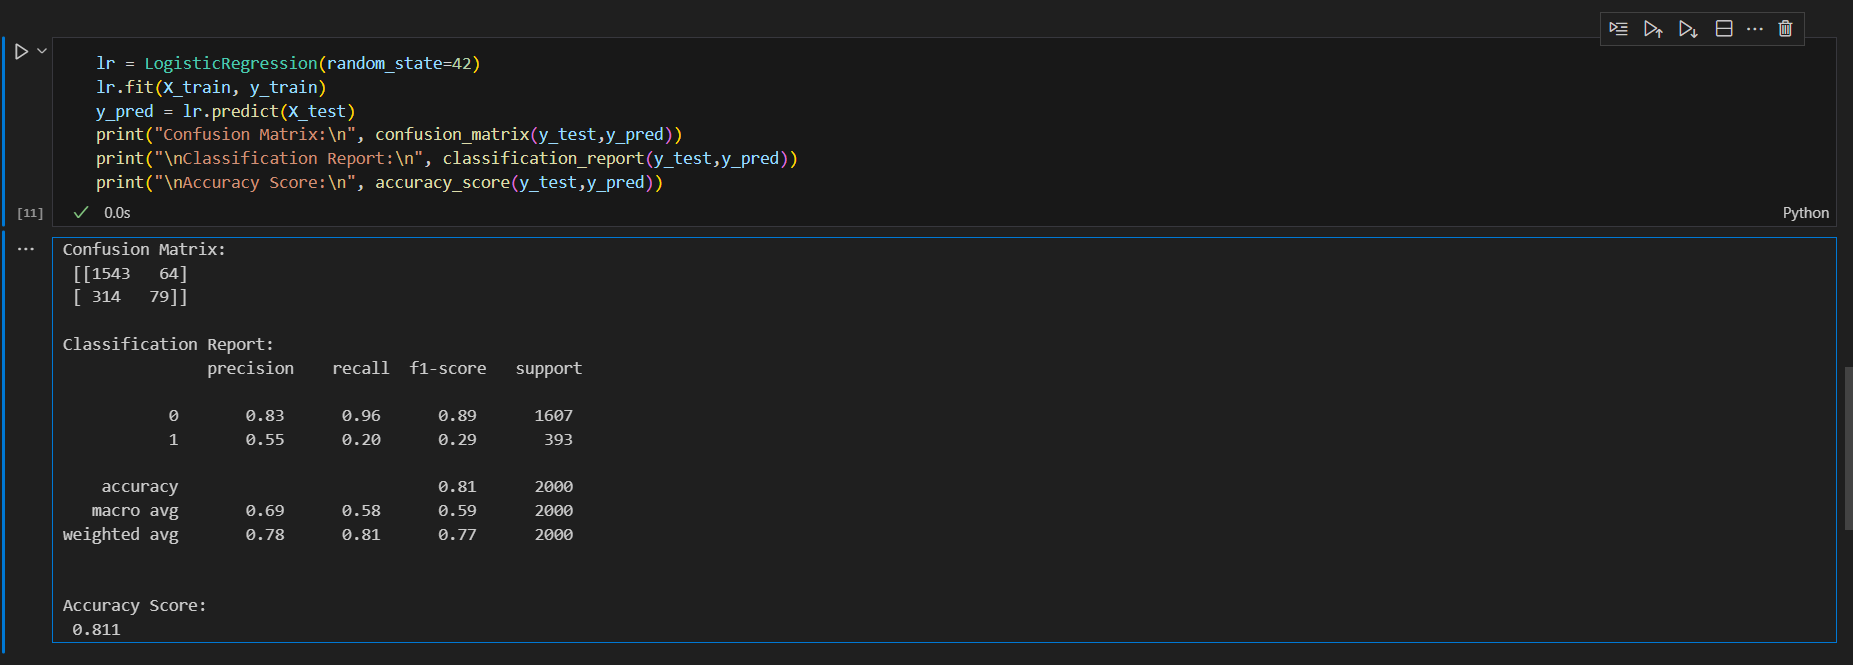 lr = LogisticRegression(random_state=42)
lr.fit(X_train, y_train)
y_pred = lr.predict(X_test)
print("Confusion Matrix:\n", confusion_matrix(y_test,y_pred))
print("\nClassification Report:\n", classification_report(y_test,y_pred))
print("\nAccuracy Score:\n", accuracy_score(y_test,y_pred))
[11] 0.0s Python
Confusion Matrix:
[[1543 64]
[ 314 79]]
Classification Report:
precision recall f1-score support
0 0.83 0.96 0.89 1607
1 0.55 0.20 0.29 393
accuracy 0.81 2000
macro avg 0.69 0.58 0.59 2000
weighted avg 0.78 0.81 0.77 2000
Accuracy Score:
0.811